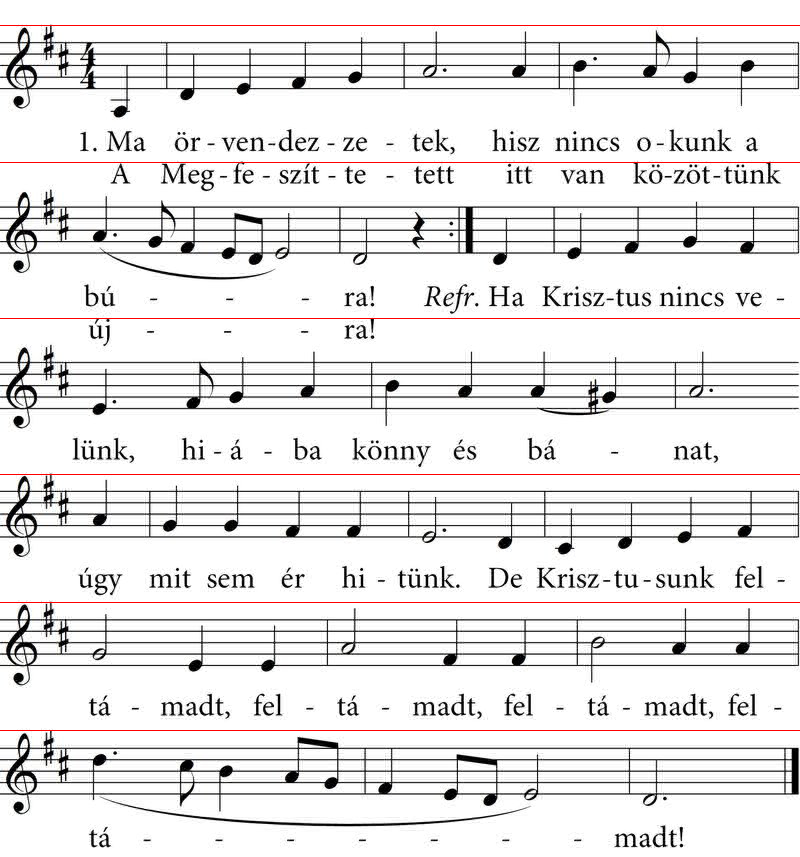 4
4
1. Ma ör - ven-dez - ze - tek, hisz nincs o - kunk a
A Meg - fe - szít - te - tett itt van kö-zöt-tünk
bú - - - ra! Refr. Ha Krisz-tus nincs ve -
új - - - ra!
lünk, hi - á - ba könny és bá - nat,
úgy mit sem ér hi - tünk. De Krisz-tu-sunk fel -
tá - madt, fel - tá - madt, fel - tá - madt, fel -
tá - - - - - - - madt!